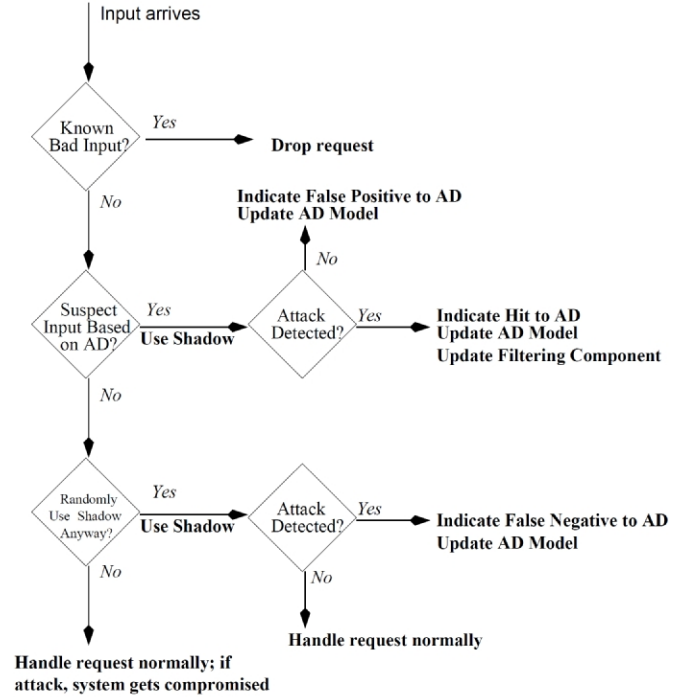 Input arrives
Known
Bad Input?
Yes
Drop request
No
Indicate False Positive to AD
Update AD Model
No
Suspect
Input Based
on AD?
Yes
Use Shadow
Attack
Detected?
Yes
Indicate Hit to AD
Update AD Model
Update Filtering Component
No
Randomly
Use Shadow
Anyway?
Yes
Use Shadow
Attack
Detected?
Yes
Indicate False Negative to AD
Update AD Model
No
No
Handle request normally
Handle request normally; if
attack, system gets compromised